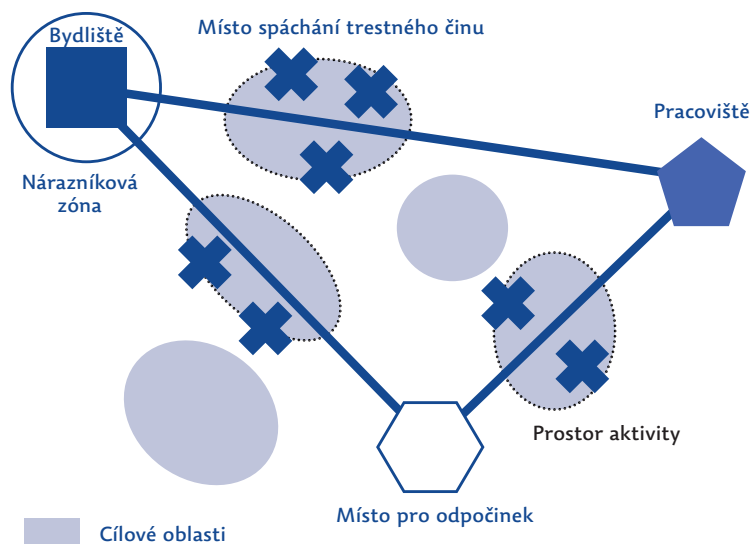 Bydliště
Místo spáchání trestného činu
Pracoviště
Nárazníková
zóna
Prostor aktivity
Místo pro odpočinek
Cílové oblasti